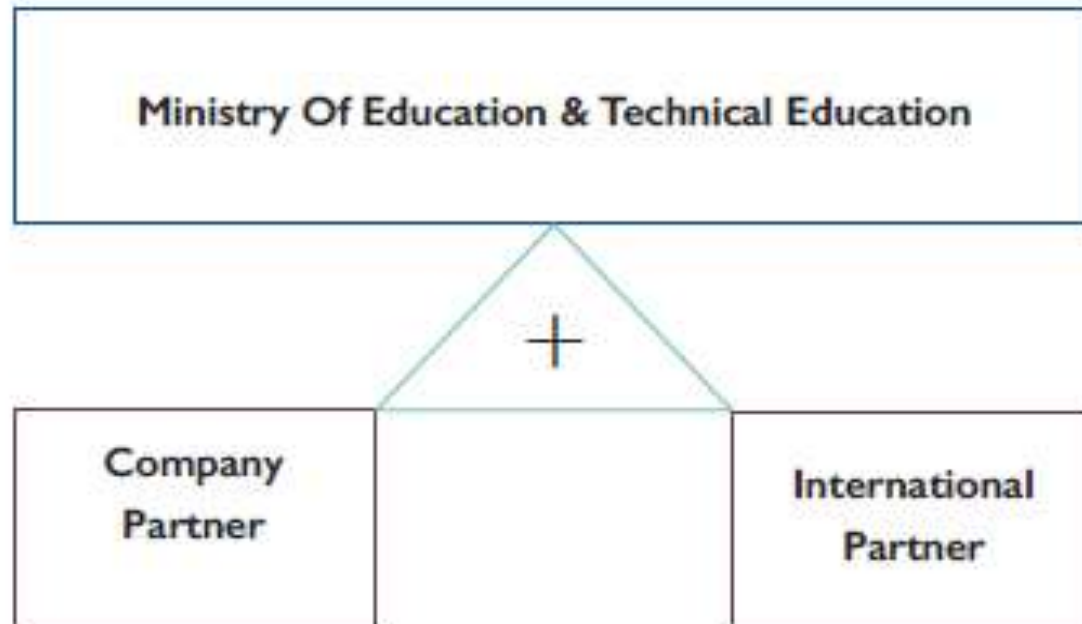 Ministry Of Education & Technical Education
+
Company
Partner
International
Partner